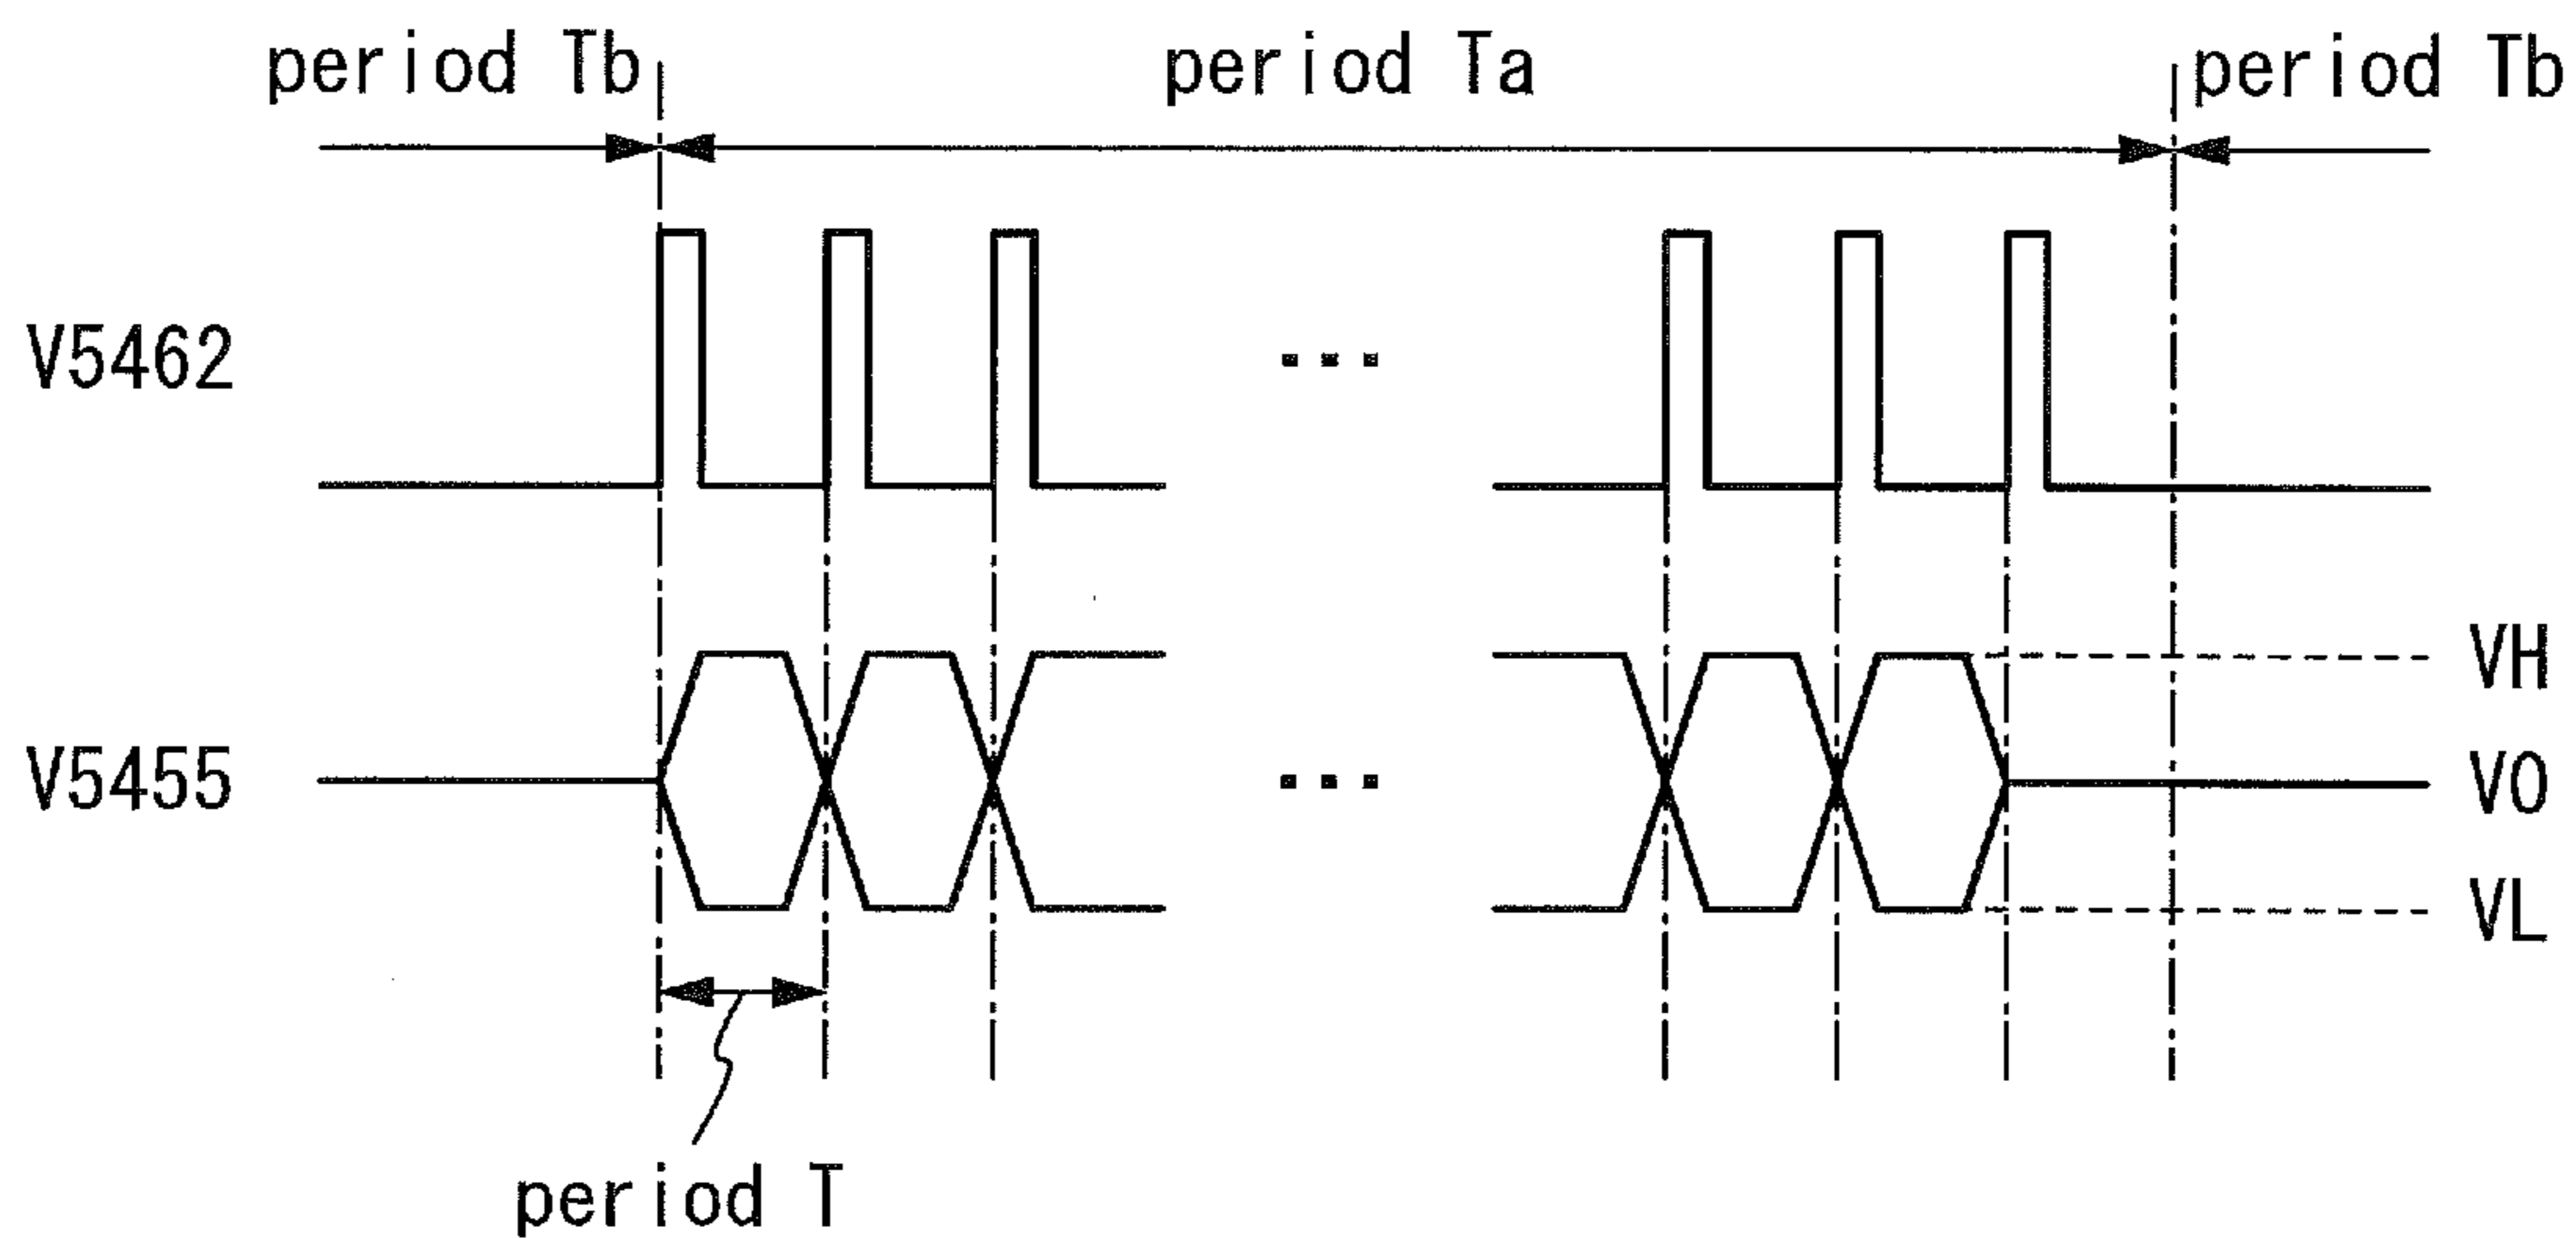 period Tb period Ta period Tb
V5462 ...
VH
V5455 ... V0
VL
period T